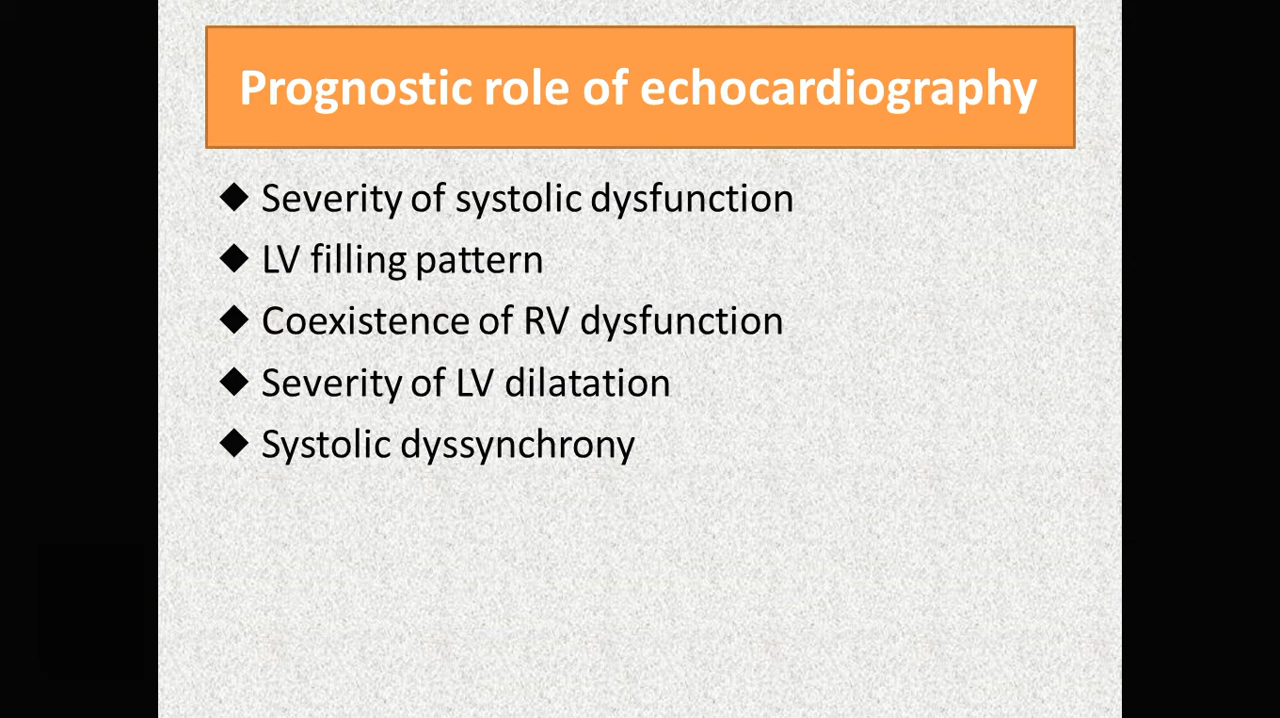 Prognostic role of echocardiography
◆ Severity of systolic dysfunction
◆ LV filling pattern
◆ Coexistence of RV dysfunction
◆ Severity of LV dilatation
◆ Systolic dyssynchrony